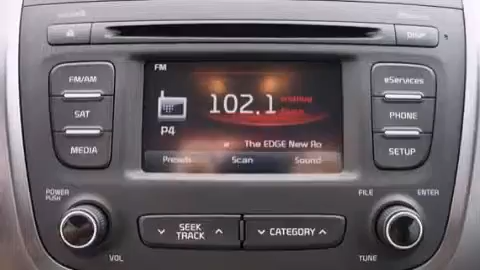 DISP
FM/AM
SAT
MEDIA
FM
P4
102.1
The EDGE New Ro
Presets
Scan
Sound
eServices
PHONE
SETUP
POWER
PUSH
VOL
SEEK
TRACK
CATEGORY
FILE
ENTER
TUNE